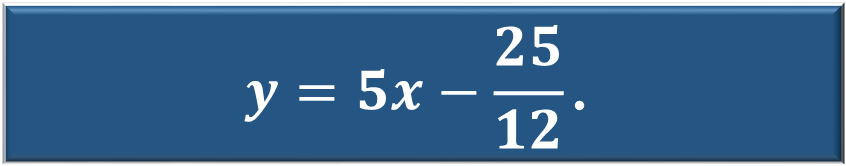 y = 5x − 25/12.